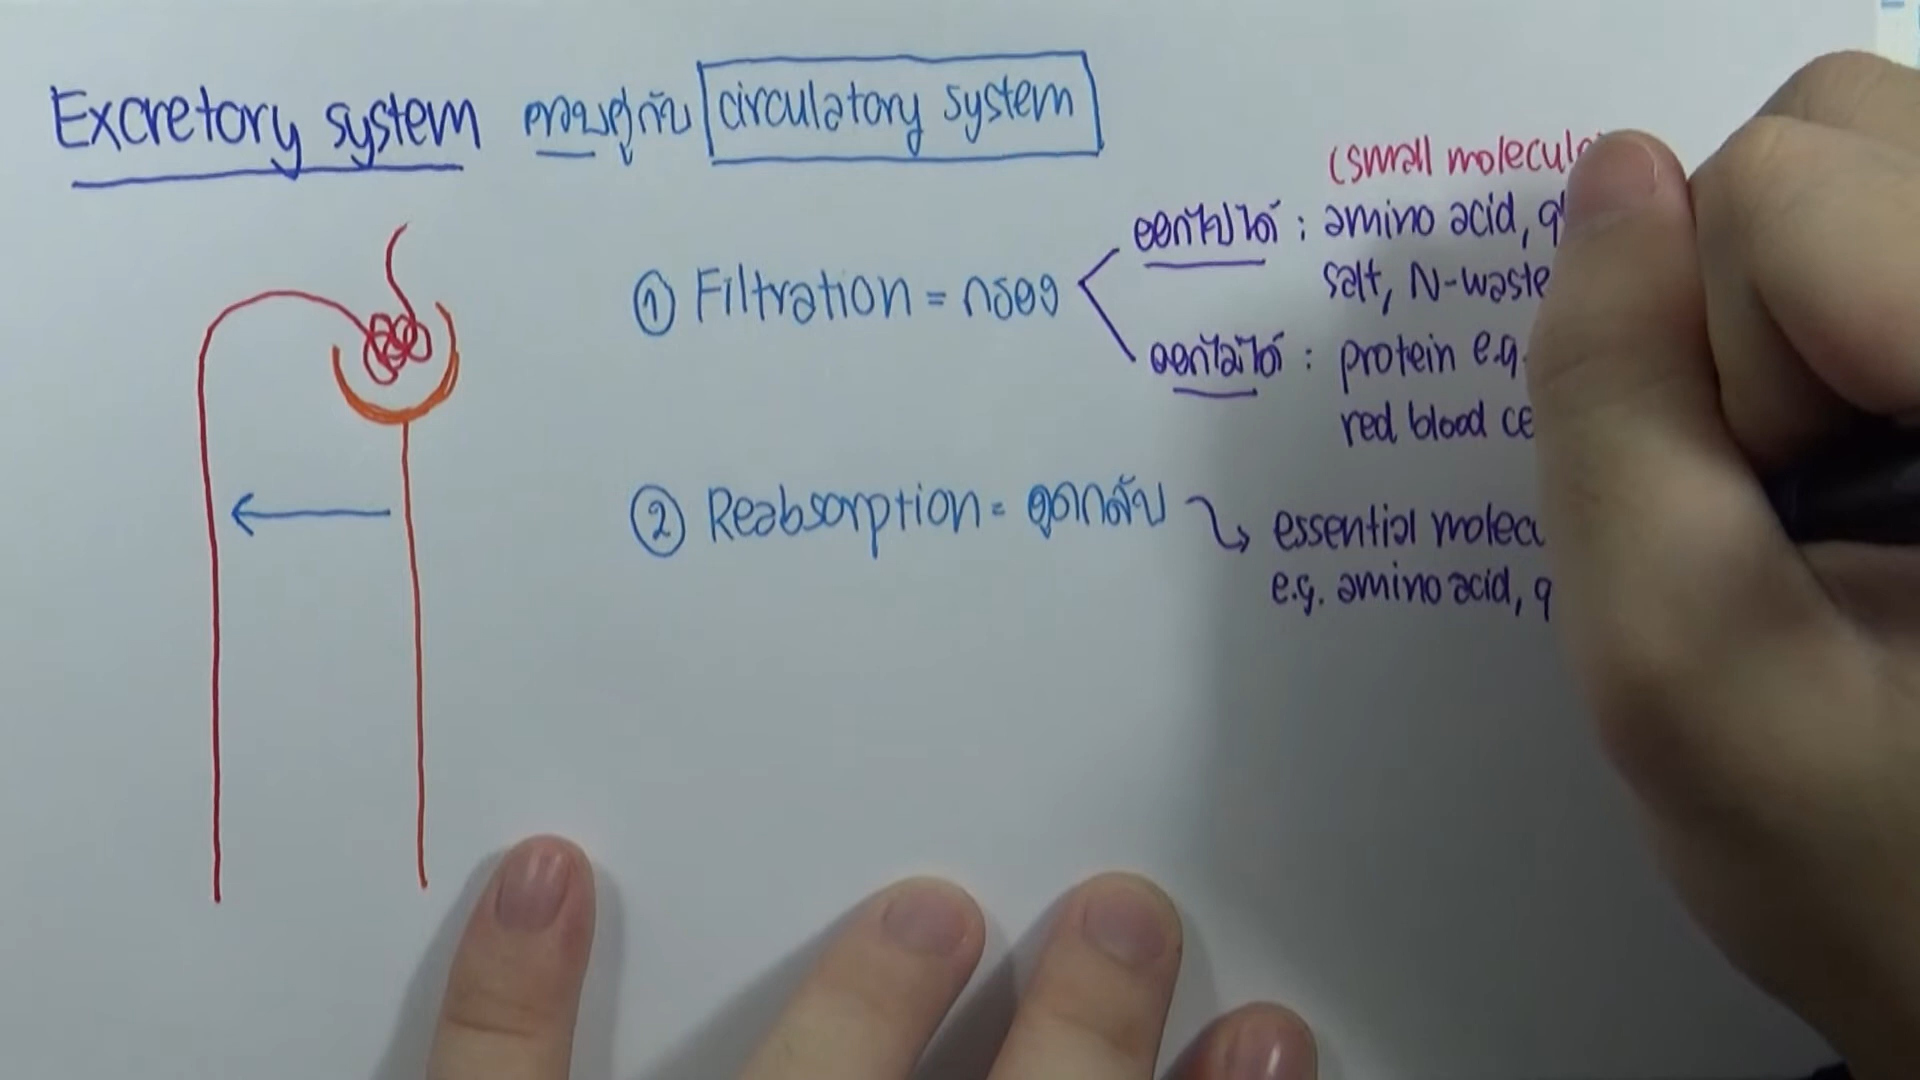 Excretory system ควบคู่กับ circulatory system
(small molecule
ออกไปได้ : amino acid,
salt, N-waste
① Filtration = กรอง
ออกไม่ได้ : protein e.g.
red blood ce
② Reabsorption = ดูดกลับ
essential molecu
e.g. amino acid, g